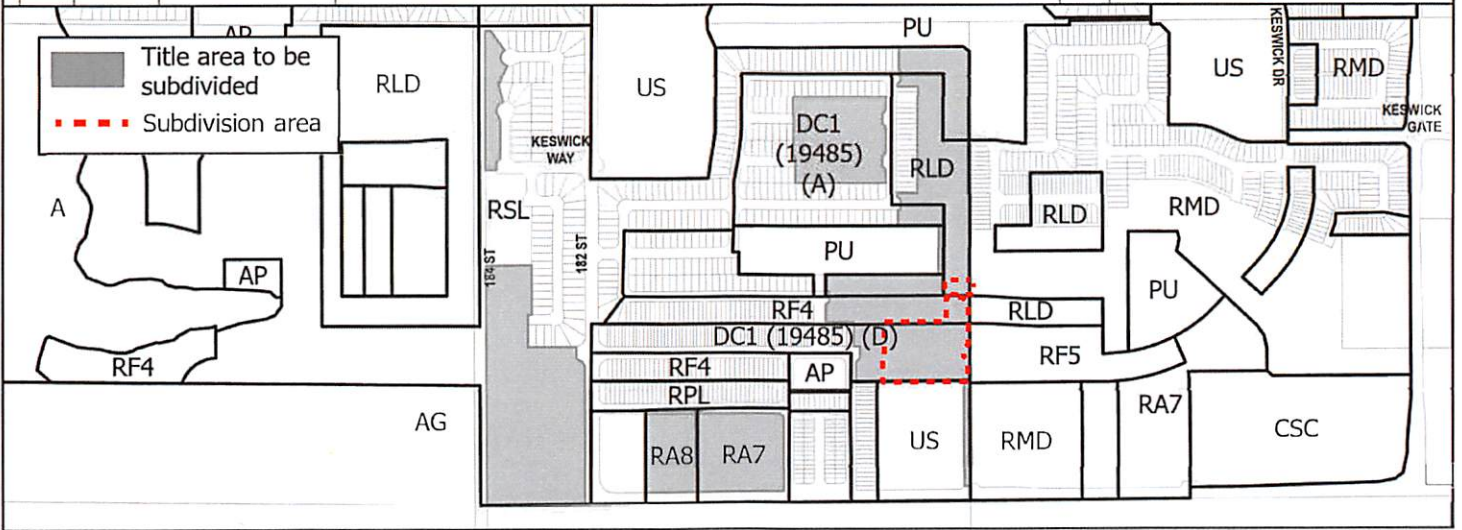 AP
Title area to be
subdivided
Subdivision area
RLD
US
PU
KESWICK DR
US
RMD
KESWICK
GATE
KESWICK
WAY
DC1
(19485)
(A)
RLD
A
RSL
RLD
RMD
184 ST
182 ST
PU
AP
PU
RF4
RLD
DC1 (19485) (D)
RF5
RF4
RF4
AP
RPL
RA7
AG
RA8
RA7
US
RMD
CSC